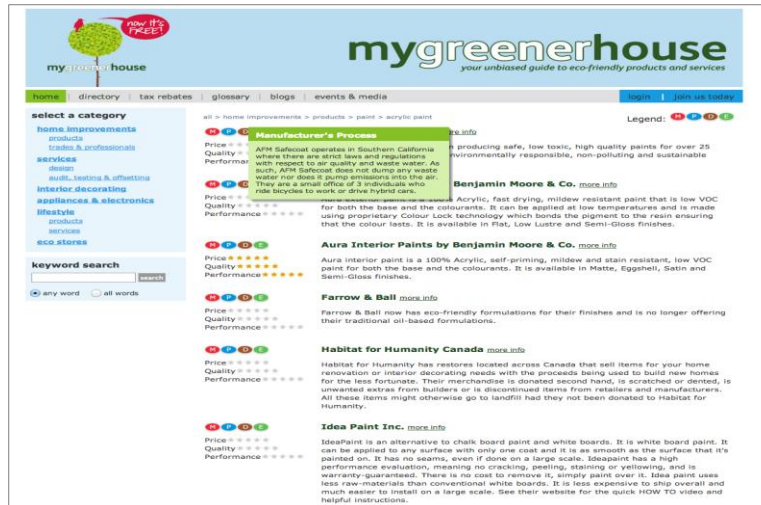 now it's
FREE!
mygreenerhouse
mygreenerhouse
your unbiased guide to eco-friendly products and services
home | directory | tax rebates | glossary | blogs | events & media
login | join us today
select a category
home improvements
products
trades & professionals
services
design
audit, testing & offsetting
interior decorating
appliances & electronics
lifestyle
products
services
eco stores
keyword search
search
any word all words
all > home improvements > products > paint > acrylic paint
Legend: M P D E
M P D
more info
Price
Quality
Performan
n producing safe, low toxic, high quality paints for over 25
nvironmentally responsible, non-polluting and sustainable
Manufacturer's Process
AFM Safecoat operates in Southern California
where there are strict laws and regulations
with respect to air quality and waste water. As
such, AFM Safecoat does not dump any waste
water nor does it pump emissions into the air.
They are a small office of 3 individuals who
ride bicycles to work or drive hybrid cars.
M P D
Benjamin Moore & Co. more info
Price
Quality
Performance
Aura exterior paint is a 100% Acrylic, fast drying, mildew resistant paint that is low VOC
for both the base and the colourants. It can be applied at low temperatures and is made
using proprietary Colour Lock technology which bonds the pigment to the resin ensuring
that the colour lasts. It is available in Flat, Low Lustre and Semi-Gloss finishes.
M P D E
Aura Interior Paints by Benjamin Moore & Co. more info
Price
Quality
Performance
Aura interior paint is a 100% Acrylic, self-priming, mildew and stain resistant, low VOC
paint for both the base and the colourants. It is available in Matte, Eggshell, Satin and
Semi-Gloss finishes.
M P D E
Farrow & Ball more info
Price
Quality
Performance
Farrow & Ball now has eco-friendly formulations for their finishes and is no longer offering
their traditional oil-based formulations.
M P D E
Habitat for Humanity Canada more info
Price
Quality
Performance
Habitat for Humanity has restores located across Canada that sell items for your home
renovation or interior decorating needs with the proceeds being used to build new homes
for the less fortunate. Their merchandise is donated second hand, is scratched or dented, is
unwanted extras from builders or is discontinued items from retailers and manufacturers.
All these items might otherwise go to landfill had they not been donated to Habitat for
Humanity.
M P D E
Idea Paint Inc. more info
Price
Quality
Performance
IdeaPaint is an alternative to chalk board paint and white boards. It is white board paint. It
can be applied to any surface with only one coat and it is as smooth as the surface that it's
painted on. It has no seams, even if done on a large scale. Ideapaint has a high
performance evaluation, meaning no cracking, peeling, staining or yellowing, and is
warranty-guaranteed. There is no cost to remove it, simply paint over it. Idea paint uses
less raw-materials than conventional white boards. It is less expensive to ship overall and
much easier to install on a large scale. See their website for the quick HOW TO video and
helpful instructions.